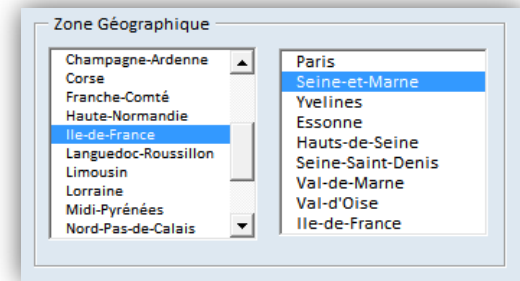 Zone Géographique
Champagne-Ardenne
Corse
Franche-Comté
Haute-Normandie
Ile-de-France
Languedoc-Roussillon
Limousin
Lorraine
Midi-Pyrénées
Nord-Pas-de-Calais
Paris
Seine-et-Marne
Yvelines
Essonne
Hauts-de-Seine
Seine-Saint-Denis
Val-de-Marne
Val-d'Oise
Ile-de-France